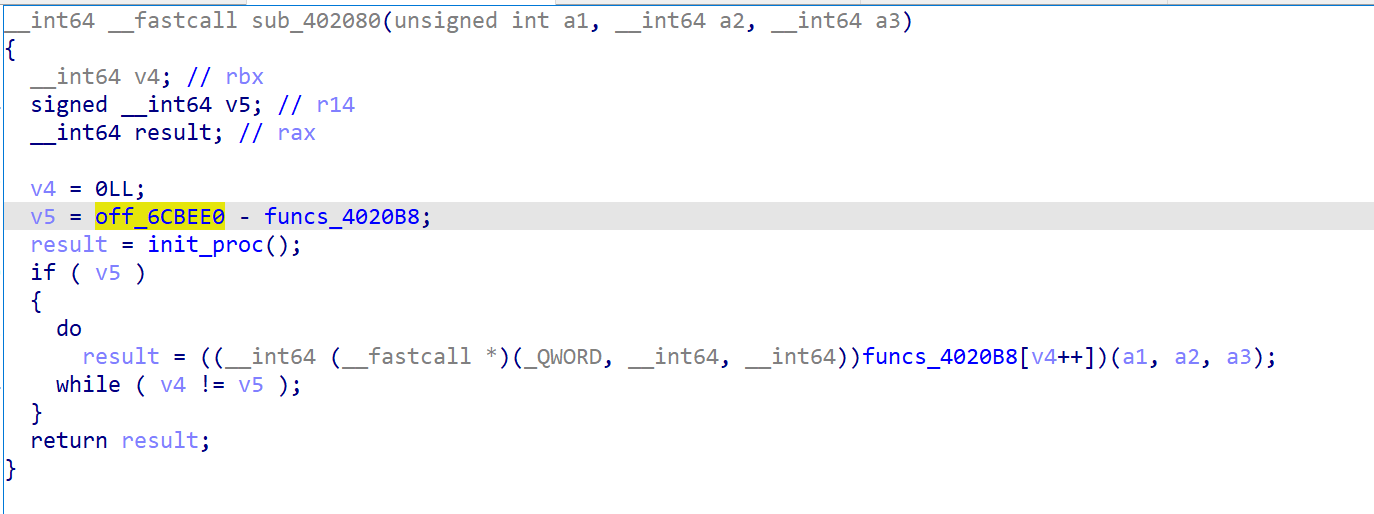 __int64 __fastcall sub_402080(unsigned int a1, __int64 a2, __int64 a3)
{
  __int64 v4; // rbx
  signed __int64 v5; // r14
  __int64 result; // rax

  v4 = 0LL;
  v5 = off_6CBEE0 - funcs_4020B8;
  result = init_proc();
  if ( v5 )
  {
    do
      result = ((__int64 (__fastcall *)(_QWORD, __int64, __int64))funcs_4020B8[v4++])(a1, a2, a3);
    while ( v4 != v5 );
  }
  return result;
}